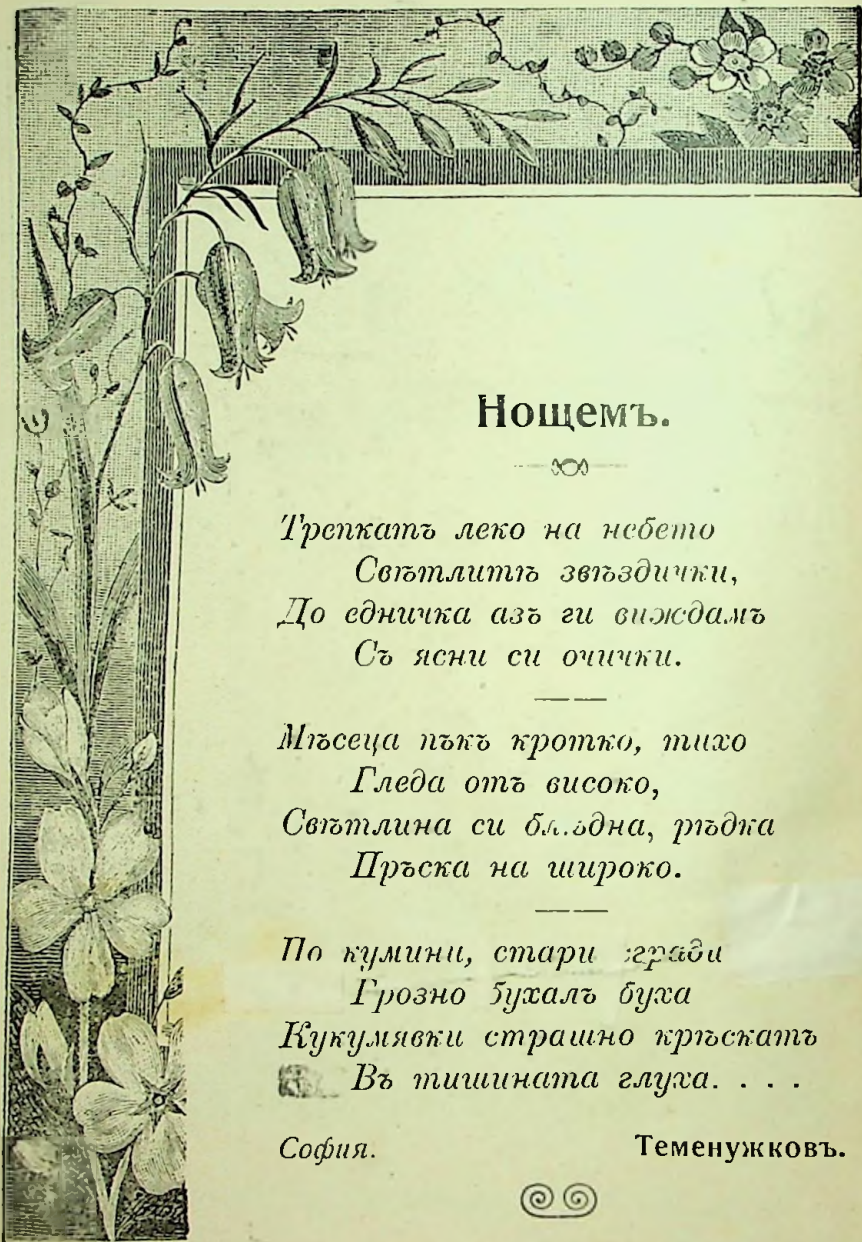 Нощемъ.
Трепкатъ леко на небето
Свѣтлитѣ звѣздички,
До едничка азъ ги виждамъ
Съ ясни си очички.
Мѣсеца пъкъ кротко, тихо
Гледа отъ високо,
Свѣтлина си блѣдна, рѣдка
Пръска на широко.
По кумини, стари сгради
Грозно бухалъ буха
Кукумявки страшно крѣскатъ
Въ тишината глуха. . . .
София. Теменужковъ.